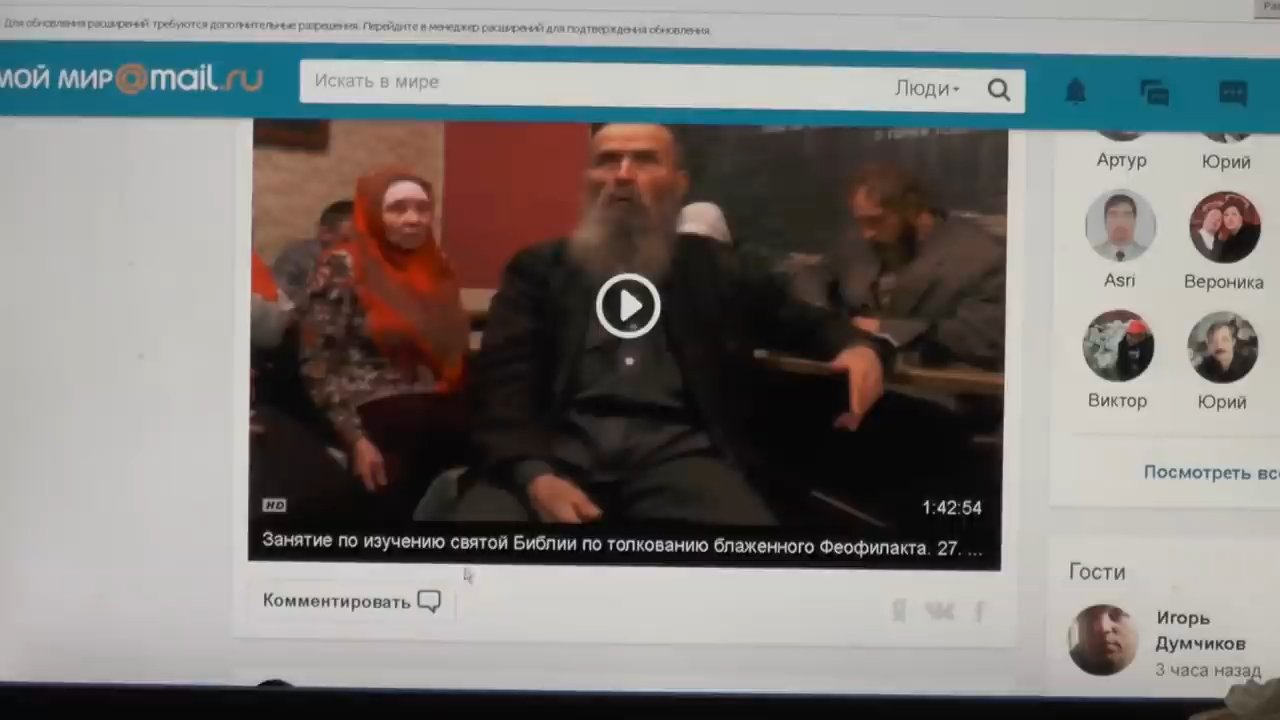 Для обновления расширений требуются дополнительные разрешения. Перейдите в менеджер расширений для подтверждения обновления.
МОЙ МИР@mail.ru
Искать в мире
Люди
Артур
Юрий
Asri
Вероника
Виктор
Юрий
Посмотреть все
HD
1:42:54
Занятие по изучению святой Библии по толкованию блаженного Феофилакта. 27. ...
Комментировать
Гости
Игорь
Думчиков
3 часа назад